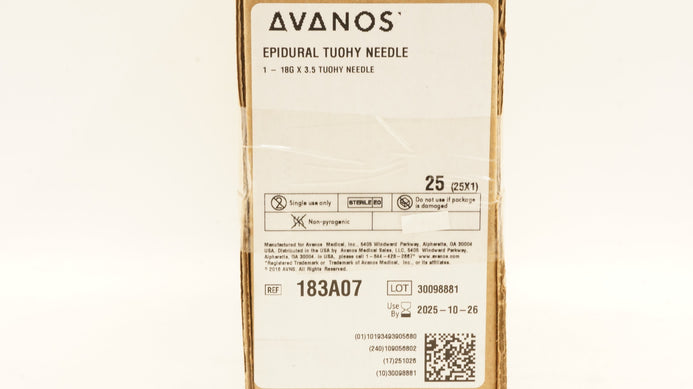 AVANOS
EPIDURAL TUOHY NEEDLE
1 – 18G X 3.5 TUOHY NEEDLE
25 (25X1)
Single use only
STERILE EO
Do not use if package
is damaged
Non-pyrogenic
Manufactured for Avanos Medical, Inc., 5405 Windward Parkway, Alpharetta, GA 30004
USA. Distributed in the USA by Avanos Medical Sales, LLC, 5405 Windward Parkway,
Alpharetta, GA 30004. In USA, please call 1-844-428-2667* www.avanos.com
*Registered Trademark or Trademark of Avanos Medical, Inc., or its affiliates.
© 2018 AVNS. All Rights Reserved.
REF 183A07
LOT 30098881
Use
By 2025-10-26
(01)10193493905680
(240)109056802
(17)251026
(10)30098881